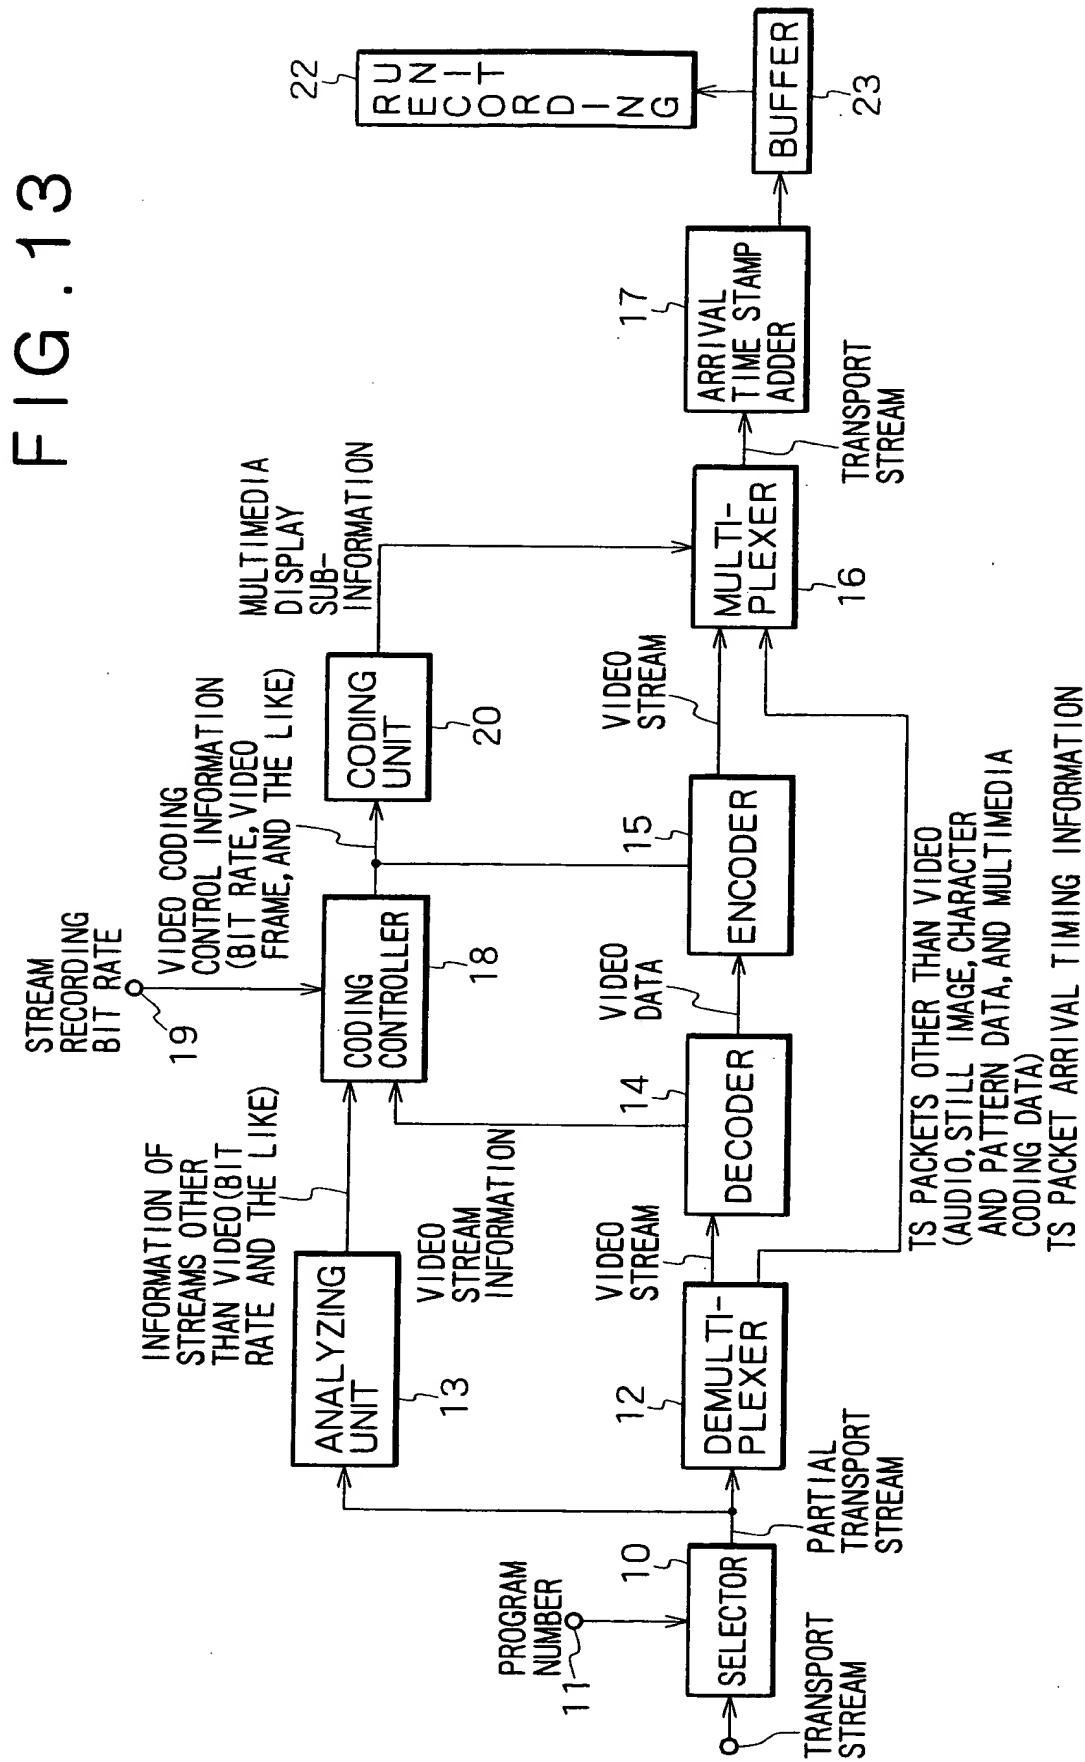 FIG. 13
TRANSPORT
STREAM
PROGRAM
NUMBER
11
10
SELECTOR
PARTIAL
TRANSPORT
STREAM
ANALYZING
UNIT
13
12
DEMULTI-
PLEXER
INFORMATION OF
STREAMS OTHER
THAN VIDEO(BIT
RATE AND THE LIKE)
VIDEO
STREAM
INFORMATION
VIDEO
STREAM
STREAM
RECORDING
BIT RATE
19
CODING
CONTROLLER
18
14
DECODER
VIDEO
DATA
VIDEO CODING
CONTROL INFORMATION
(BIT RATE, VIDEO
FRAME, AND THE LIKE)
15
ENCODER
TS PACKETS OTHER THAN VIDEO
(AUDIO, STILL IMAGE, CHARACTER
AND PATTERN DATA, AND MULTIMEDIA
CODING DATA)
TS PACKET ARRIVAL TIMING INFORMATION
CODING
UNIT
20
VIDEO
STREAM
MULTIMEDIA
DISPLAY
SUB-
INFORMATION
MULTI-
PLEXER
16
TRANSPORT
STREAM
17
ARRIVAL
TIME STAMP
ADDER
BUFFER
23
22
RECORDING
UNIT